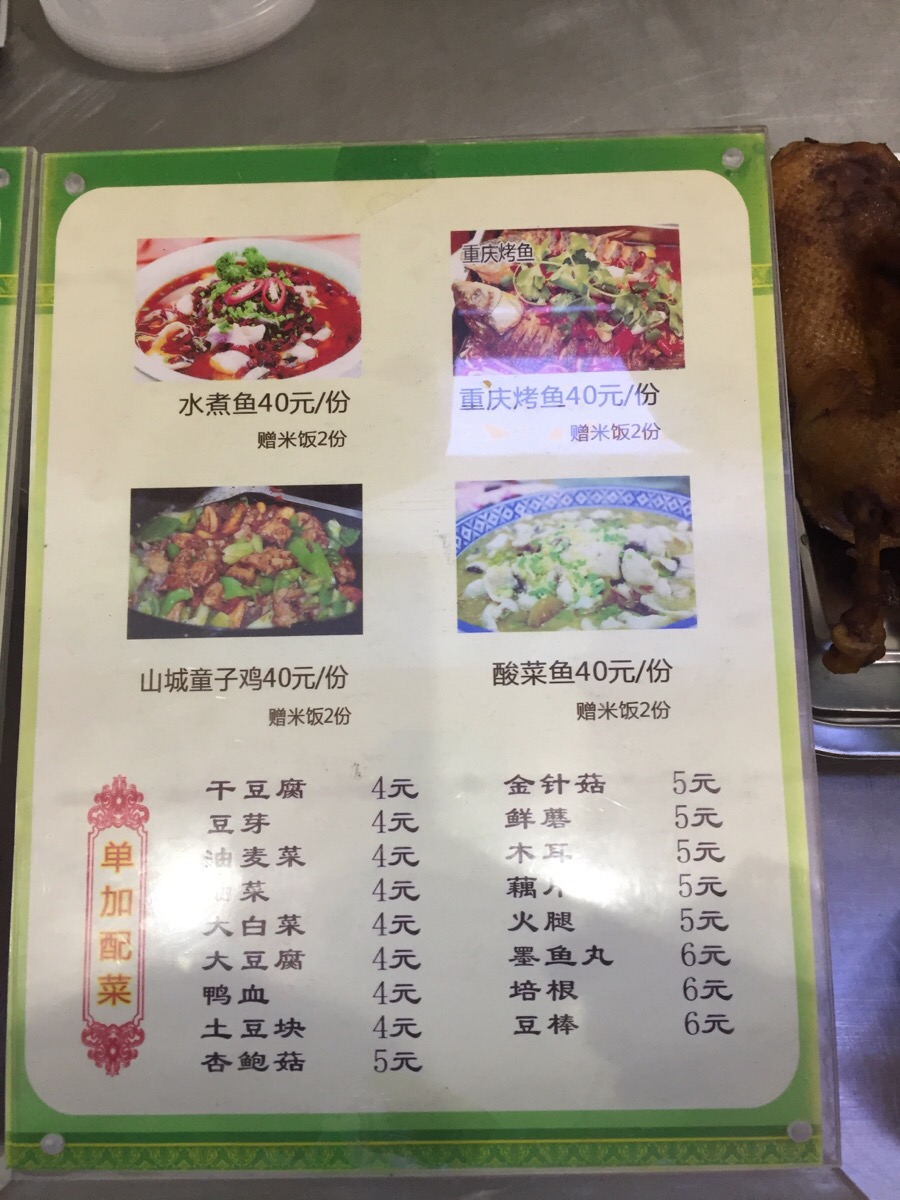 重庆烤鱼
水煮鱼40元/份
赠米饭2份
重庆烤鱼40元/份
赠米饭2份
山城童子鸡40元/份
赠米饭2份
酸菜鱼40元/份
赠米饭2份
单加配菜
干豆腐 4元
豆芽 4元
油麦菜 4元
菜 4元
大白菜 4元
大豆腐 4元
鸭血 4元
土豆块 4元
杏鲍菇 5元
金针菇 5元
鲜蘑 5元
木耳 5元
藕片 5元
火腿 5元
墨鱼丸 6元
培根 6元
豆棒 6元